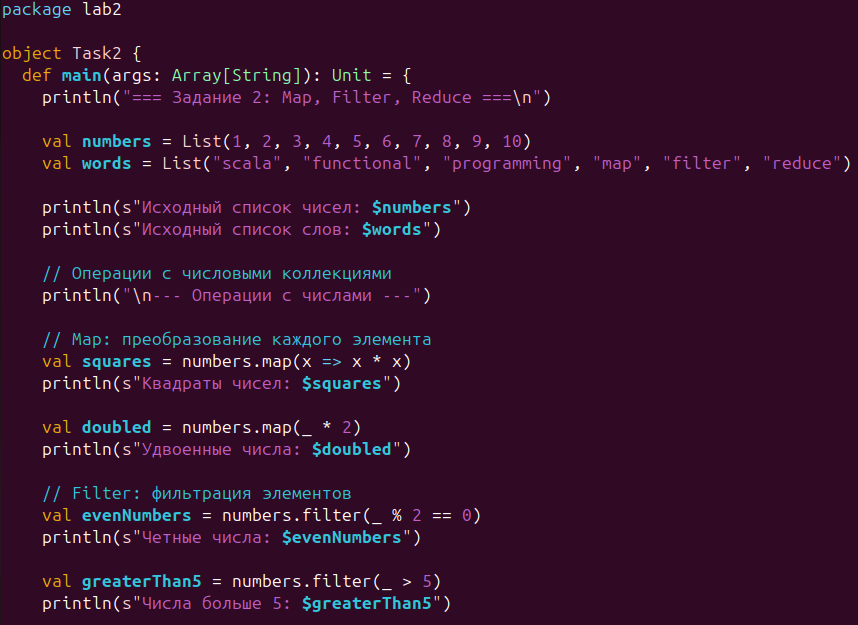 package lab2
object Task2 {
def main(args: Array[String]): Unit = {
println("=== Задание 2: Map, Filter, Reduce ===\n")
val numbers = List(1, 2, 3, 4, 5, 6, 7, 8, 9, 10)
val words = List("scala", "functional", "programming", "map", "filter", "reduce")
println(s"Исходный список чисел: $numbers")
println(s"Исходный список слов: $words")
// Операции с числовыми коллекциями
println("\n--- Операции с числами ---")
// Map: преобразование каждого элемента
val squares = numbers.map(x => x * x)
println(s"Квадраты чисел: $squares")
val doubled = numbers.map(_ * 2)
println(s"Удвоенные числа: $doubled")
// Filter: фильтрация элементов
val evenNumbers = numbers.filter(_ % 2 == 0)
println(s"Четные числа: $evenNumbers")
val greaterThan5 = numbers.filter(_ > 5)
println(s"Числа больше 5: $greaterThan5")